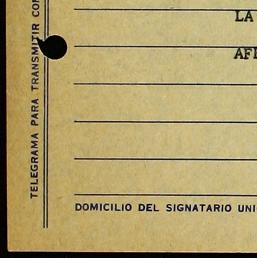 LA
TELEGRAMA PARA TRANSMITIR
DOMICILIO DEL SIGNATARIO